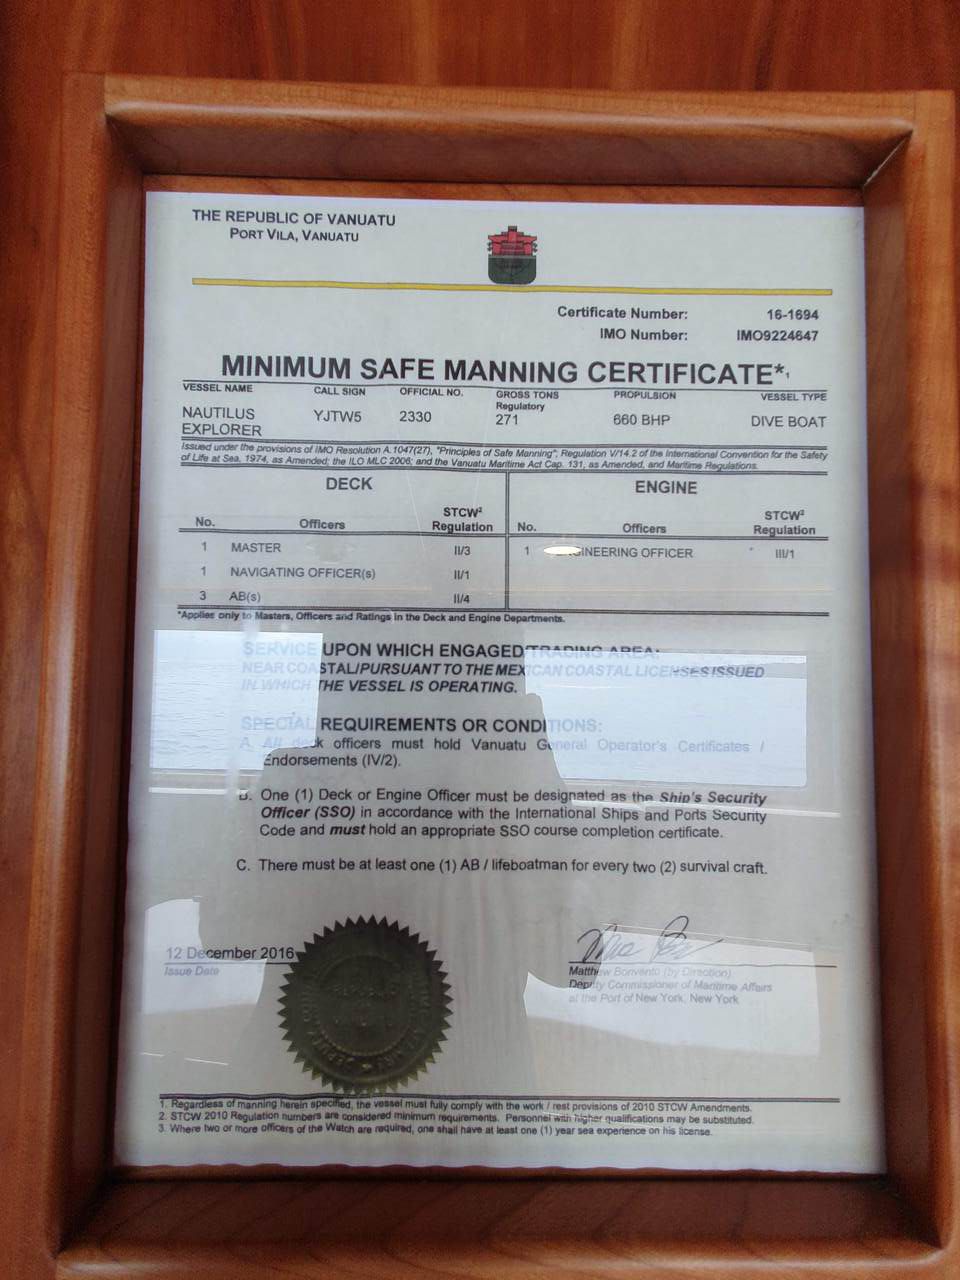 THE REPUBLIC OF VANUATU
PORT VILA, VANUATU
Certificate Number: 16-1694
IMO Number: IMO9224647
MINIMUM SAFE MANNING CERTIFICATE*,¹
VESSEL NAME CALL SIGN OFFICIAL NO. GROSS TONS PROPULSION VESSEL TYPE
Regulatory
NAUTILUS YJTW5 2330 271 660 BHP DIVE BOAT
EXPLORER
Issued under the provisions of IMO Resolution A.1047(27), "Principles of Safe Manning"; Regulation V/14.2 of the International Convention for the Safety
of Life at Sea, 1974, as Amended; the ILO MLC 2006; and the Vanuatu Maritime Act Cap. 131, as Amended, and Maritime Regulations.
DECK ENGINE
No. Officers STCW² Regulation No. Officers STCW² Regulation
1 MASTER II/3 1 ENGINEERING OFFICER III/1
1 NAVIGATING OFFICER(s) II/1
3 AB(s) II/4
*Applies only to Masters, Officers and Ratings in the Deck and Engine Departments.
SERVICE UPON WHICH ENGAGED/TRADING AREA:
NEAR COASTAL/PURSUANT TO THE MEXICAN COASTAL LICENSES ISSUED
IN WHICH THE VESSEL IS OPERATING.
SPECIAL REQUIREMENTS OR CONDITIONS:
A. All deck officers must hold Vanuatu General Operator's Certificates /
Endorsements (IV/2).
B. One (1) Deck or Engine Officer must be designated as the Ship's Security
Officer (SSO) in accordance with the International Ships and Ports Security
Code and must hold an appropriate SSO course completion certificate.
C. There must be at least one (1) AB / lifeboatman for every two (2) survival craft.
12 December 2016
Issue Date
Matthew Bonvento (by Direction)
Deputy Commissioner of Maritime Affairs
at the Port of New York, New York
1. Regardless of manning herein specified, the vessel must fully comply with the work / rest provisions of 2010 STCW Amendments.
2. STCW 2010 Regulation numbers are considered minimum requirements. Personnel with higher qualifications may be substituted.
3. Where two or more officers of the Watch are required, one shall have at least one (1) year sea experience on his license.